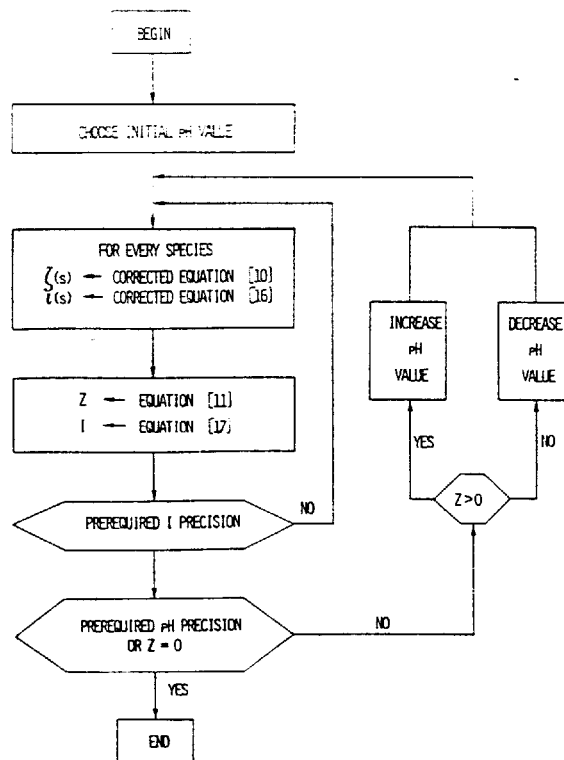 BEGIN
CHOOSE INITIAL pH VALUE
FOR EVERY SPECIES
ζ(s) ← CORRECTED EQUATION [10]
ι(s) ← CORRECTED EQUATION [16]
Z ← EQUATION [11]
I ← EQUATION [17]
PREREQUIRED I PRECISION
NO
PREREQUIRED pH PRECISION
OR Z = 0
NO
YES
END
INCREASE
pH
VALUE
DECREASE
pH
VALUE
YES
NO
Z>0